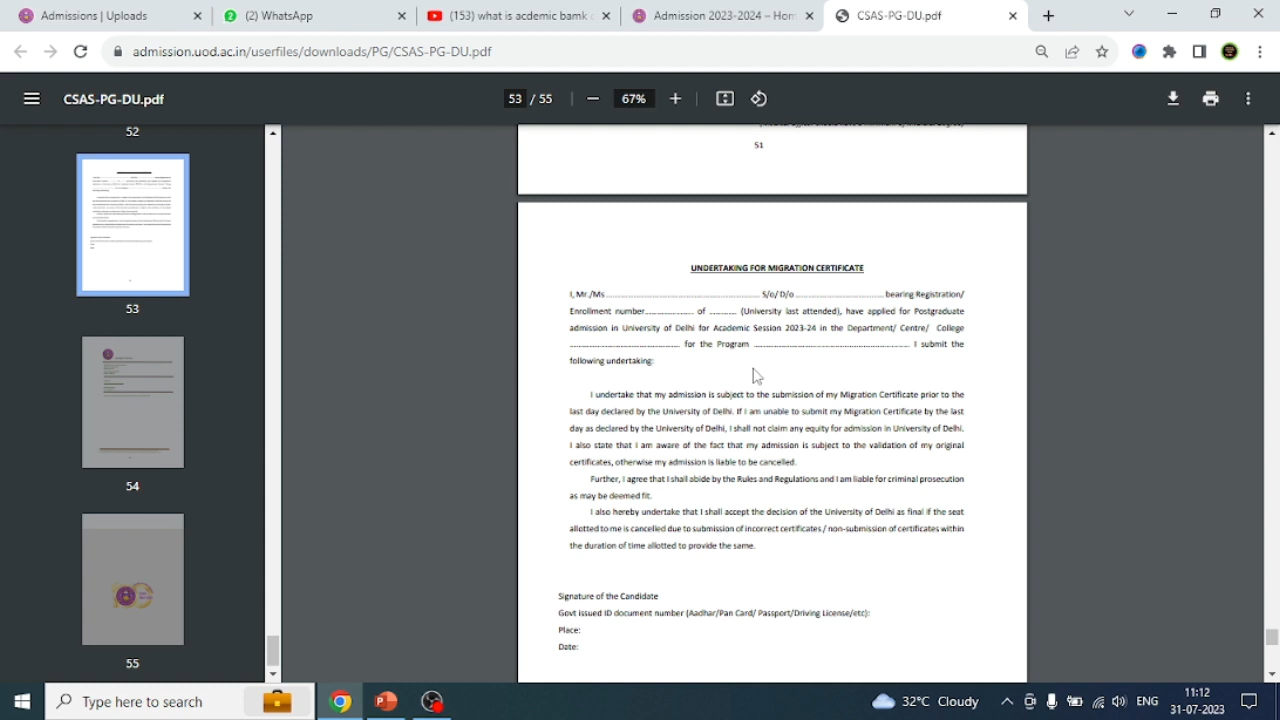 Admissions | Uploads
(2) WhatsApp
(153) what is acdemic bamk c
Admission 2023-2024 – Hom
CSAS-PG-DU.pdf
admission.uod.ac.in/userfiles/downloads/PG/CSAS-PG-DU.pdf
CSAS-PG-DU.pdf
53 / 55
67%
52
53
54
55
51
UNDERTAKING FOR MIGRATION CERTIFICATE
I, Mr./Ms ........................................................... S/o/ D/o ................................. bearing Registration/
Enrollment number.................. of .......... (University last attended), have applied for Postgraduate
admission in University of Delhi for Academic Session 2023-24 in the Department/ Centre/ College
.......................................... for the Program ........................................................... I submit the
following undertaking:
I undertake that my admission is subject to the submission of my Migration Certificate prior to the
last day declared by the University of Delhi. If I am unable to submit my Migration Certificate by the last
day as declared by the University of Delhi, I shall not claim any equity for admission in University of Delhi.
I also state that I am aware of the fact that my admission is subject to the validation of my original
certificates, otherwise my admission is liable to be cancelled.
Further, I agree that I shall abide by the Rules and Regulations and I am liable for criminal prosecution
as may be deemed fit.
I also hereby undertake that I shall accept the decision of the University of Delhi as final if the seat
allotted to me is cancelled due to submission of incorrect certificates / non-submission of certificates within
the duration of time allotted to provide the same.
Signature of the Candidate
Govt issued ID document number (Aadhar/Pan Card/ Passport/Driving License/etc):
Place:
Date:
Type here to search
32°C Cloudy
ENG
11:12
31-07-2023